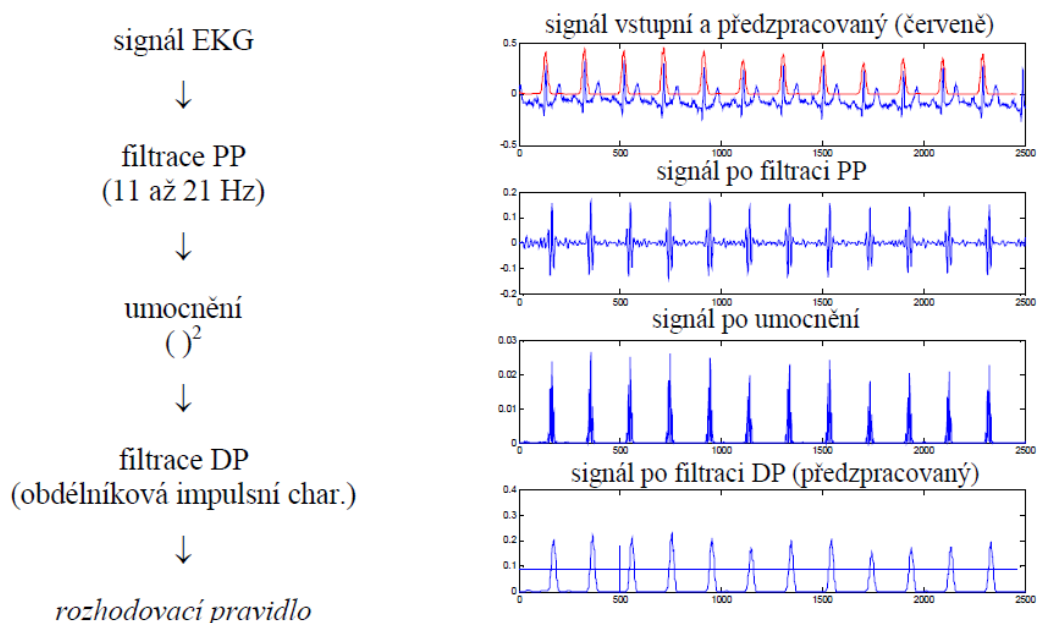 signál EKG
↓
filtrace PP
(11 až 21 Hz)
↓
umocnění
( )²
↓
filtrace DP
(obdélníková impulsní char.)
↓
rozhodovací pravidlo
signál vstupní a předzpracovaný (červeně)
0.5
0
-0.5
0 500 1000 1500 2000 2500
signál po filtraci PP
0.2
0.1
0
-0.1
-0.2
0 500 1000 1500 2000 2500
signál po umocnění
0.03
0.02
0.01
0
0 500 1000 1500 2000 2500
signál po filtraci DP (předzpracovaný)
0.4
0.3
0.2
0.1
0
0 500 1000 1500 2000 2500